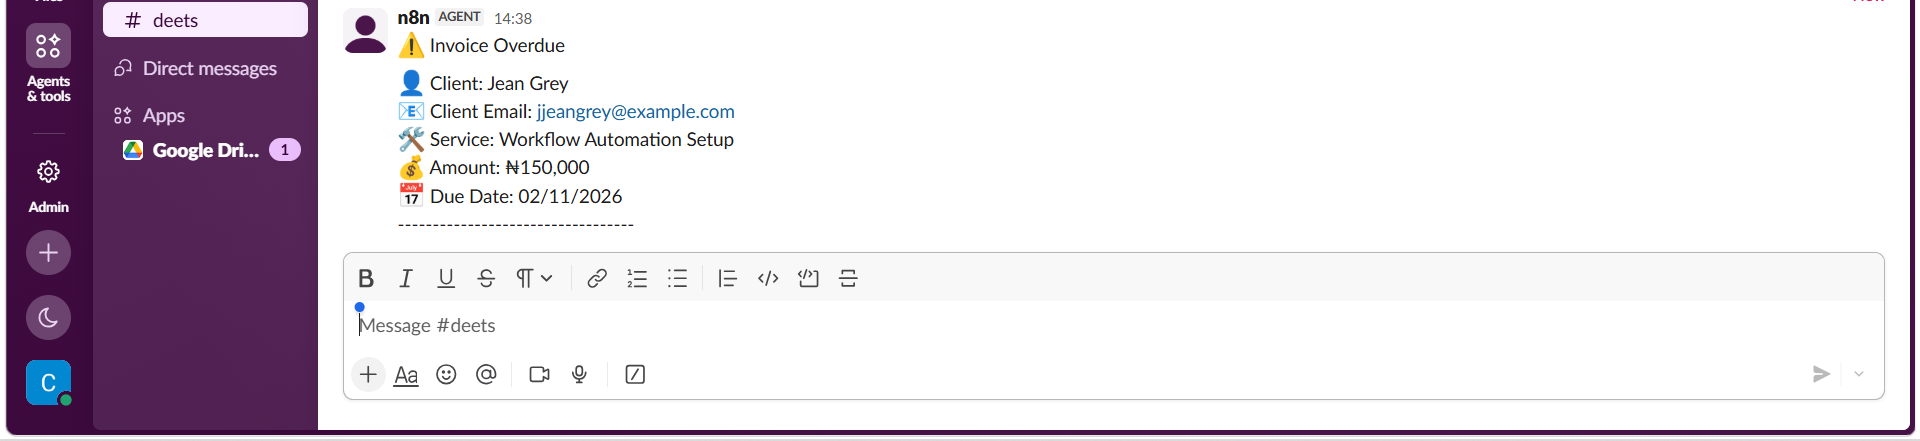 # deets
Agents
& tools
Direct messages
Apps
Google Dri... 1
Admin
C
n8n AGENT 14:38
⚠️ Invoice Overdue
👤 Client: Jean Grey
📧 Client Email: jjeangrey@example.com
🛠️ Service: Workflow Automation Setup
💰 Amount: ₦150,000
📅 Due Date: 02/11/2026
----------------------------------
Message #deets
Aa